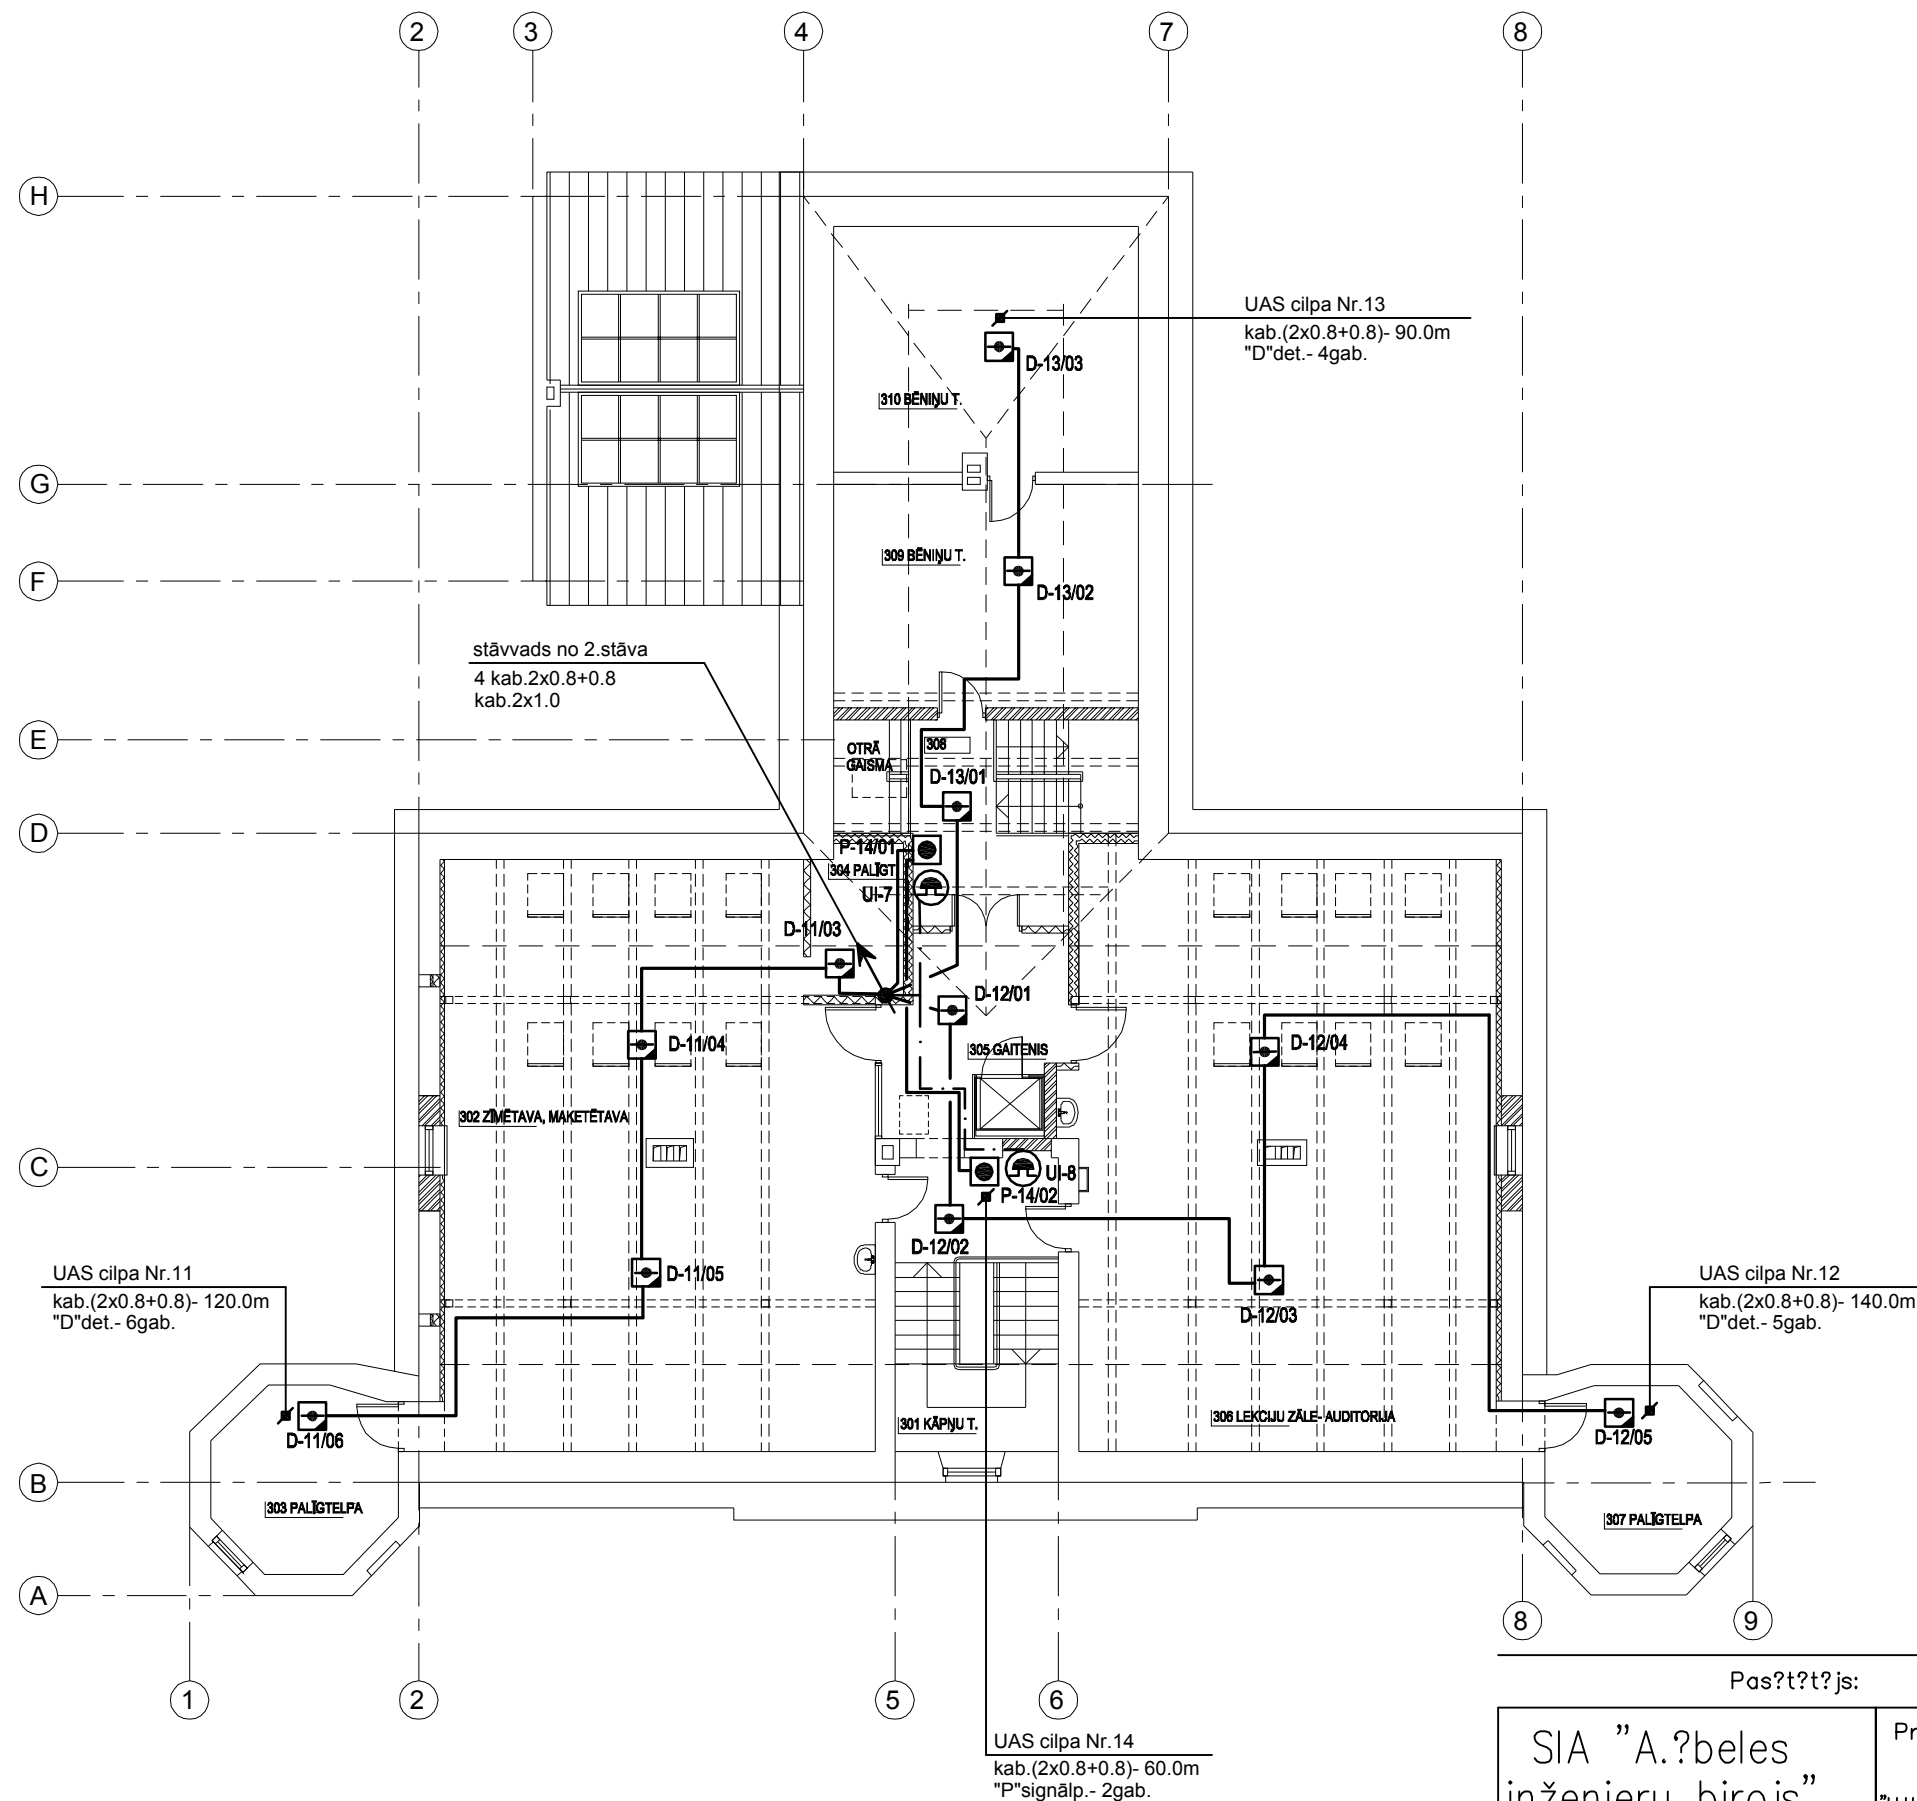 2
3
4
7
8
H
UAS cilpa Nr.13
kab.(2x0.8+0.8)- 90.0m
"D"det.- 4gab.
D-13/03
310 BĒNIŅU T.
G
309 BĒNIŅU T.
F
D-13/02
stāvvads no 2.stāva
4 kab.2x0.8+0.8
kab.2x1.0
E
OTRĀ
GAISMA
308
D-13/01
D
P-14/01
304 PALĪGT
UI-7
D-11/03
D-12/01
D-11/04
305 GAITENIS
D-12/04
302 ZĪMĒTAVA, MAKETĒTAVA
C
UI-8
P-14/02
D-12/02
UAS cilpa Nr.11
kab.(2x0.8+0.8)- 120.0m
"D"det.- 6gab.
D-11/05
D-12/03
UAS cilpa Nr.12
kab.(2x0.8+0.8)- 140.0m
"D"det.- 5gab.
D-11/06
301 KĀPŅU T.
306 LEKCIJU ZĀLE- AUDITORIJA
D-12/05
B
303 PALĪGTELPA
307 PALĪGTELPA
A
8
9
1
2
5
6
Pas?t?t?js:
UAS cilpa Nr.14
kab.(2x0.8+0.8)- 60.0m
"P"signālp.- 2gab.
SIA "A.?beles
inženieru birojs"
Pr